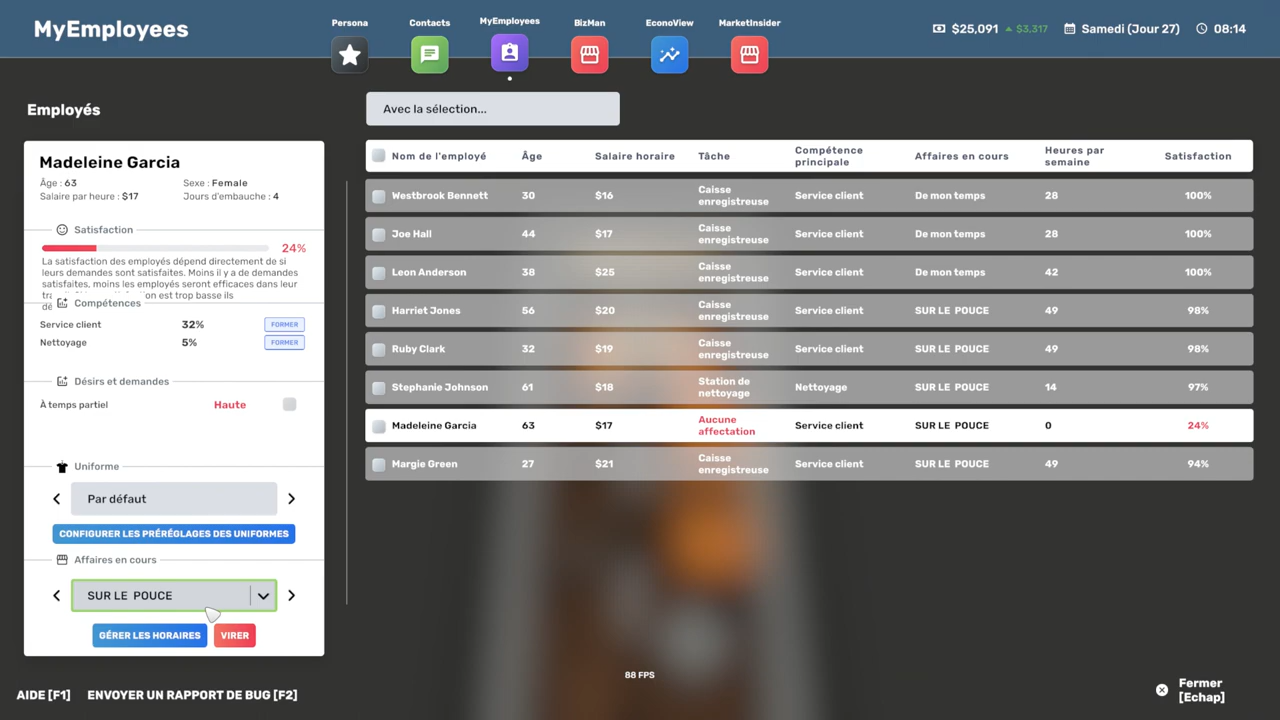 MyEmployees
Persona
Contacts
MyEmployees
BizMan
EconoView
MarketInsider
$25,091 ▲ $3,317
Samedi (Jour 27)
08:14
Employés
Avec la sélection...
Madeleine Garcia
Âge : 63
Sexe : Female
Salaire par heure : $17
Jours d'embauche : 4
Satisfaction
24%
La satisfaction des employés dépend directement de si
leurs demandes sont satisfaites. Moins il y a de demandes
satisfaites, moins les employés seront efficaces dans leur
est trop basse ils
Compétences
Service client 32% FORMER
Nettoyage 5% FORMER
Désirs et demandes
À temps partiel Haute
Uniforme
Par défaut
CONFIGURER LES PRÉRÉGLAGES DES UNIFORMES
Affaires en cours
SUR LE POUCE
GÉRER LES HORAIRES VIRER
Nom de l'employé Âge Salaire horaire Tâche Compétence principale Affaires en cours Heures par semaine Satisfaction
Westbrook Bennett 30 $16 Caisse enregistreuse Service client De mon temps 28 100%
Joe Hall 44 $17 Caisse enregistreuse Service client De mon temps 28 100%
Leon Anderson 38 $25 Caisse enregistreuse Service client De mon temps 42 100%
Harriet Jones 56 $20 Caisse enregistreuse Service client SUR LE POUCE 49 98%
Ruby Clark 32 $19 Caisse enregistreuse Service client SUR LE POUCE 49 98%
Stephanie Johnson 61 $18 Station de nettoyage Nettoyage SUR LE POUCE 14 97%
Madeleine Garcia 63 $17 Aucune affectation Service client SUR LE POUCE 0 24%
Margie Green 27 $21 Caisse enregistreuse Service client SUR LE POUCE 49 94%
88 FPS
AIDE [F1]
ENVOYER UN RAPPORT DE BUG [F2]
Fermer
[Echap]